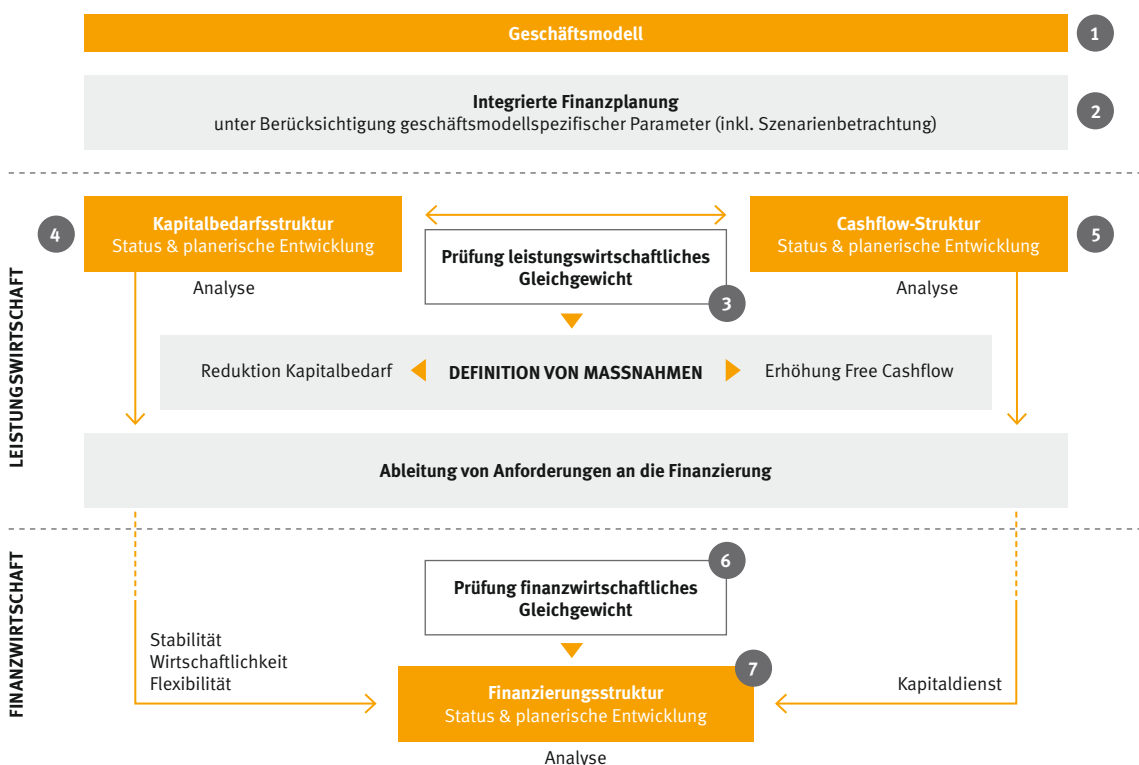 Geschäftsmodell
1
Integrierte Finanzplanung
unter Berücksichtigung geschäftsmodellspezifischer Parameter (inkl. Szenarienbetrachtung)
2
LEISTUNGSWIRTSCHAFT
4
Kapitalbedarfsstruktur
Status & planerische Entwicklung
Analyse
Prüfung leistungswirtschaftliches
Gleichgewicht
3
Cashflow-Struktur
Status & planerische Entwicklung
5
Analyse
Reduktion Kapitalbedarf
DEFINITION VON MASSNAHMEN
Erhöhung Free Cashflow
Ableitung von Anforderungen an die Finanzierung
FINANZWIRTSCHAFT
6
Prüfung finanzwirtschaftliches
Gleichgewicht
Stabilität
Wirtschaftlichkeit
Flexibilität
7
Finanzierungsstruktur
Status & planerische Entwicklung
Kapitaldienst
Analyse